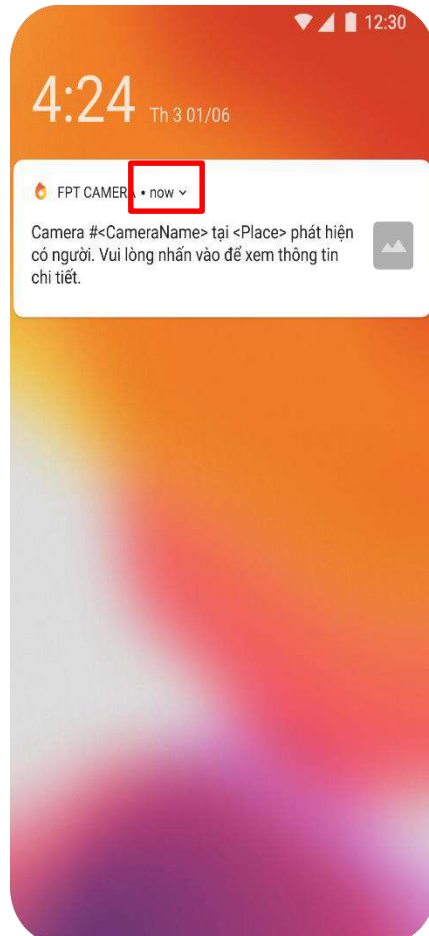 12:30
4:24 Th 3 01/06
FPT CAMERA • now
Camera #<CameraName> tại <Place> phát hiện
có người. Vui lòng nhấn vào để xem thông tin
chi tiết.